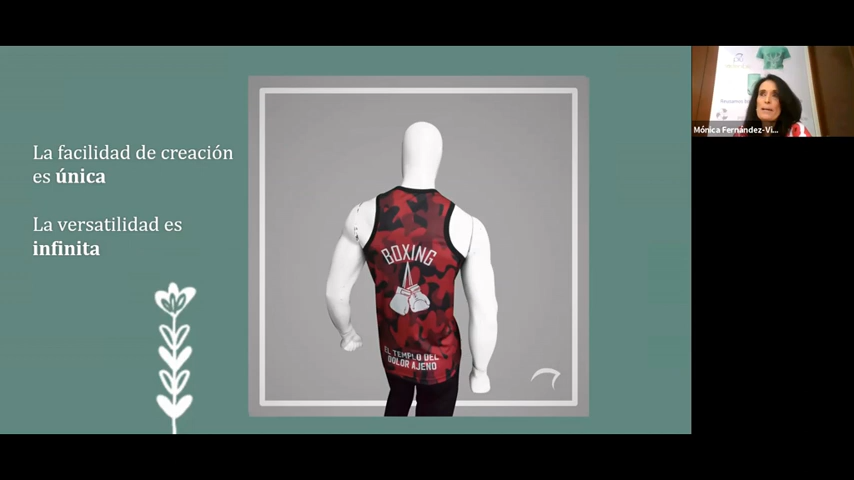 La facilidad de creación
es única
La versatilidad es
infinita
BOXING
EL TEMPLO DEL
DOLOR AJENO
Mónica Fernández-Vi...